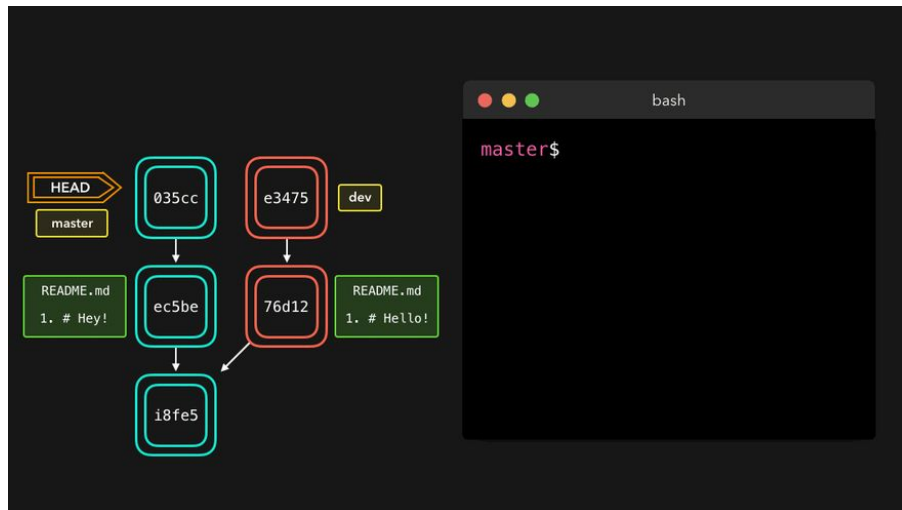 HEAD
master
035cc
e3475
dev
README.md
1. # Hey!
ec5be
76d12
README.md
1. # Hello!
i8fe5
bash
master$